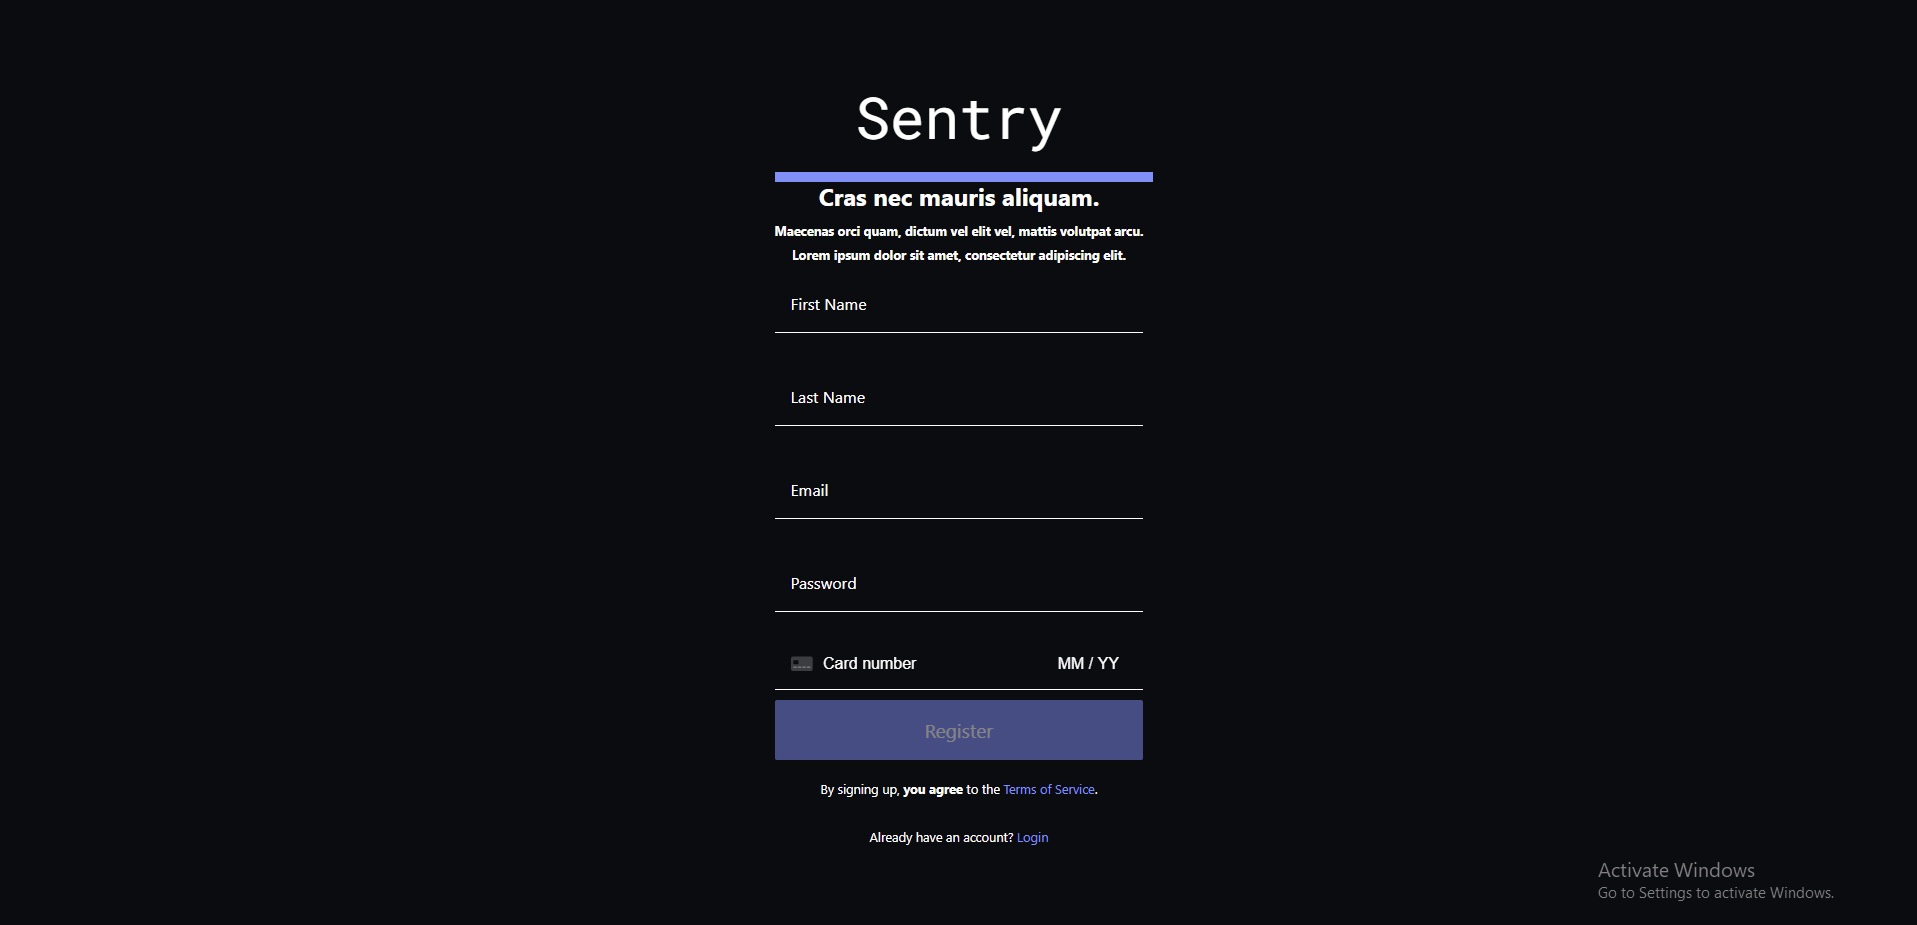 Sentry
Cras nec mauris aliquam.
Maecenas orci quam, dictum vel elit vel, mattis volutpat arcu.
Lorem ipsum dolor sit amet, consectetur adipiscing elit.
First Name
Last Name
Email
Password
Card number MM / YY
Register
By signing up, you agree to the Terms of Service.
Already have an account? Login
Activate Windows
Go to Settings to activate Windows.